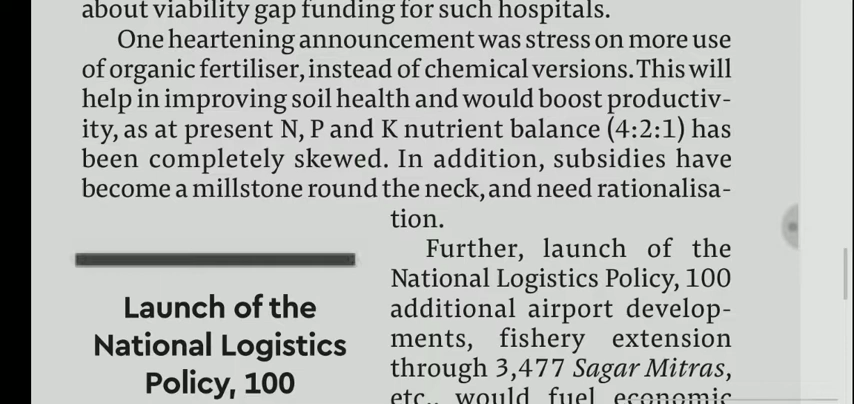 about viability gap funding for such hospitals.
One heartening announcement was stress on more use
of organic fertiliser, instead of chemical versions. This will
help in improving soil health and would boost productiv-
ity, as at present N, P and K nutrient balance (4:2:1) has
been completely skewed. In addition, subsidies have
become a millstone round the neck, and need rationalisa-
tion.
Further, launch of the
National Logistics Policy, 100
additional airport develop-
ments, fishery extension
through 3,477 Sagar Mitras,
etc., would fuel economic
Launch of the
National Logistics
Policy, 100